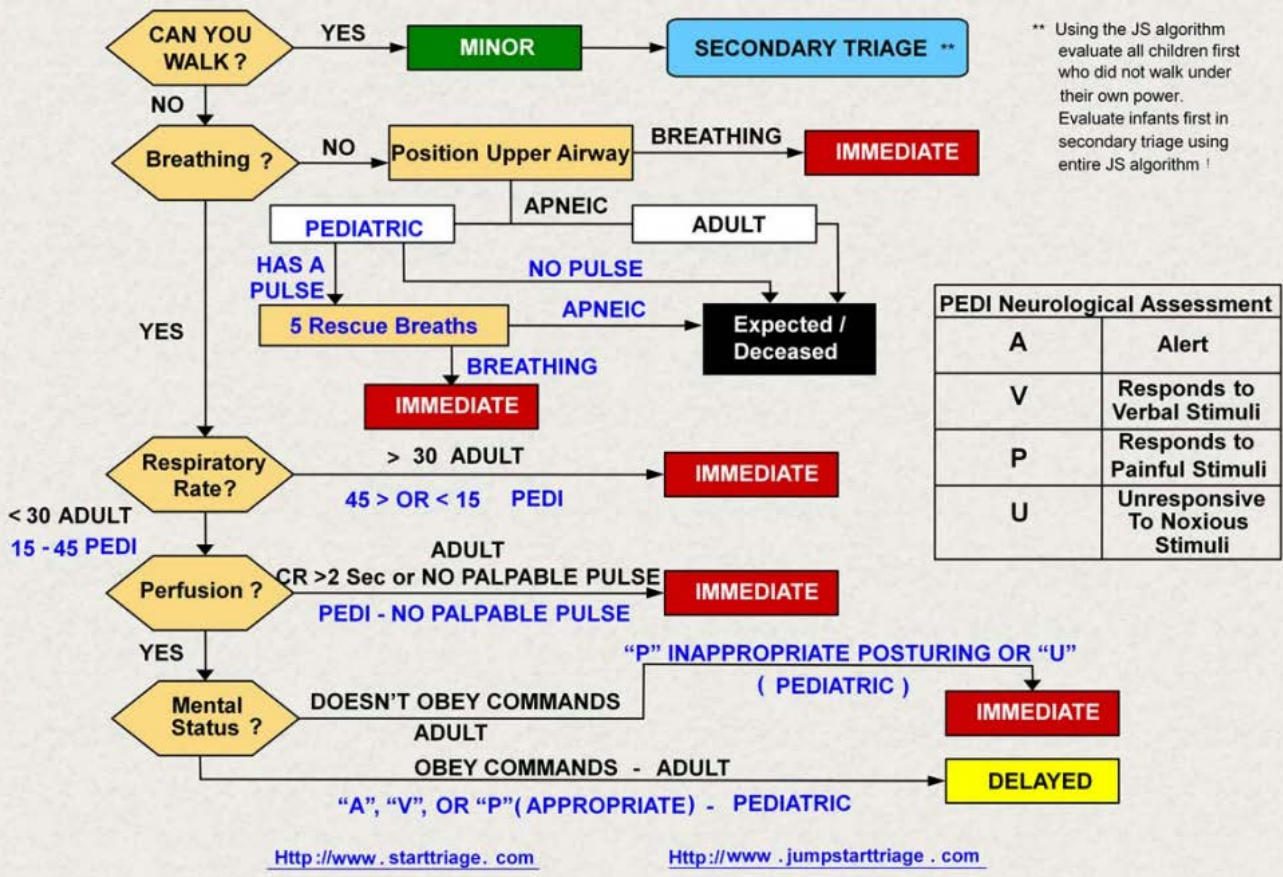 CAN YOU
WALK ?
YES
MINOR
SECONDARY TRIAGE **
** Using the JS algorithm
evaluate all children first
who did not walk under
their own power.
Evaluate infants first in
secondary triage using
entire JS algorithm !
NO
Breathing ?
NO
Position Upper Airway
BREATHING
IMMEDIATE
APNEIC
PEDIATRIC
ADULT
HAS A
PULSE
NO PULSE
5 Rescue Breaths
APNEIC
Expected /
Deceased
YES
BREATHING
IMMEDIATE
PEDI Neurological Assessment
A Alert
V Responds to
Verbal Stimuli
P Responds to
Painful Stimuli
U Unresponsive
To Noxious
Stimuli
Respiratory
Rate?
> 30 ADULT
45 > OR < 15 PEDI
IMMEDIATE
< 30 ADULT
15 - 45 PEDI
Perfusion ?
ADULT
CR >2 Sec or NO PALPABLE PULSE
PEDI - NO PALPABLE PULSE
IMMEDIATE
YES
Mental
Status ?
DOESN'T OBEY COMMANDS
ADULT
“P” INAPPROPRIATE POSTURING OR “U”
( PEDIATRIC )
IMMEDIATE
OBEY COMMANDS - ADULT
“A”, “V”, OR “P”( APPROPRIATE) - PEDIATRIC
DELAYED
Http://www . starttriage. com
Http://www . jumpstarttriage . com